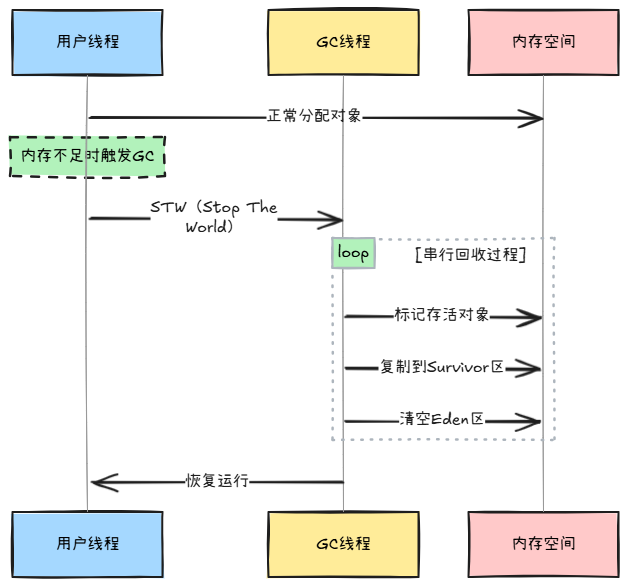 用户线程
GC线程
内存空间
正常分配对象
内存不足时触发GC
STW（Stop The
World）
loop
[串行回收过程]
标记存活对象
复制到Survivor区
清空Eden区
恢复运行
用户线程
GC线程
内存空间